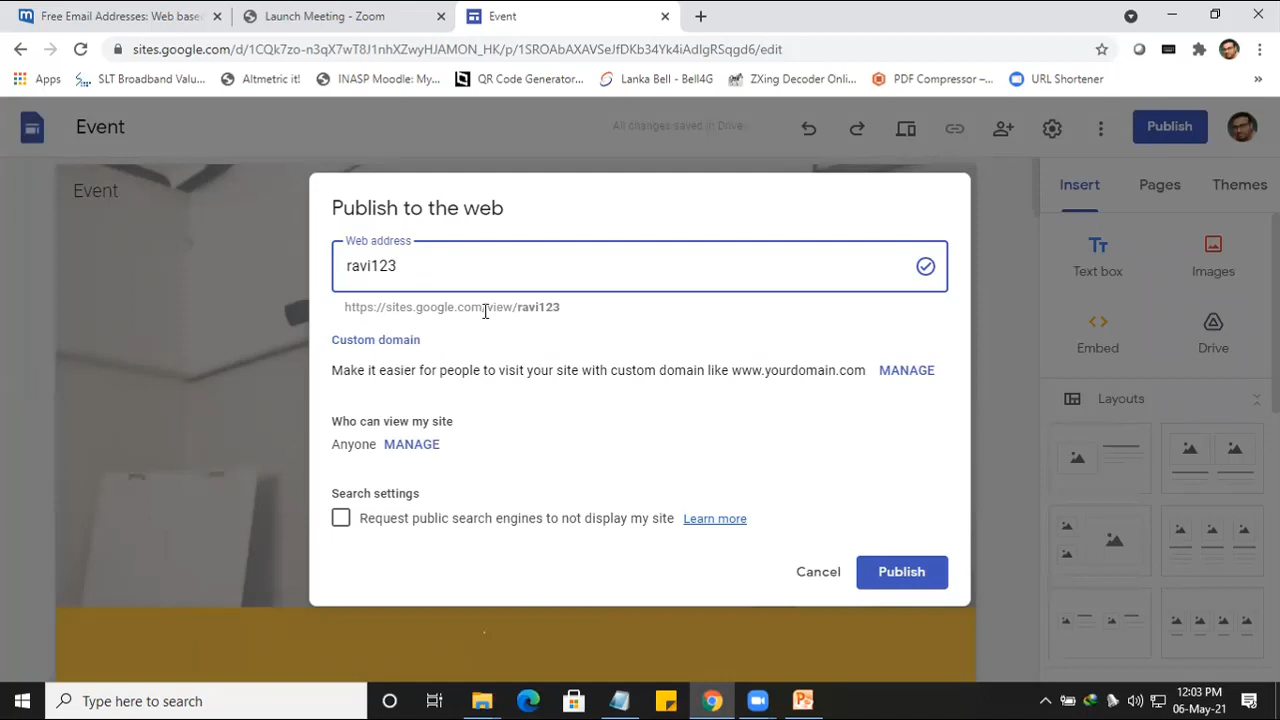 Free Email Addresses: Web base
Launch Meeting - Zoom
Event
sites.google.com/d/1CQk7zo-n3qX7wT8J1nhXZwyHJAMON_HK/p/1SROAbAXAVSeJfDKb34Yk4iAdIgRSqgd6/edit
Apps
SLT Broadband Valu...
Altmetric it!
INASP Moodle: My...
QR Code Generator...
Lanka Bell - Bell4G
ZXing Decoder Onl...
PDF Compressor –...
URL Shortener
Event
All changes saved in Drive
Publish
Event
Insert
Pages
Themes
Publish to the web
Web address
ravi123
https://sites.google.com/view/ravi123
Custom domain
Make it easier for people to visit your site with custom domain like www.yourdomain.com MANAGE
Who can view my site
Anyone MANAGE
Search settings
Request public search engines to not display my site Learn more
Cancel
Publish
Text box
Images
Embed
Drive
Layouts
Type here to search
12:03 PM
06-May-21